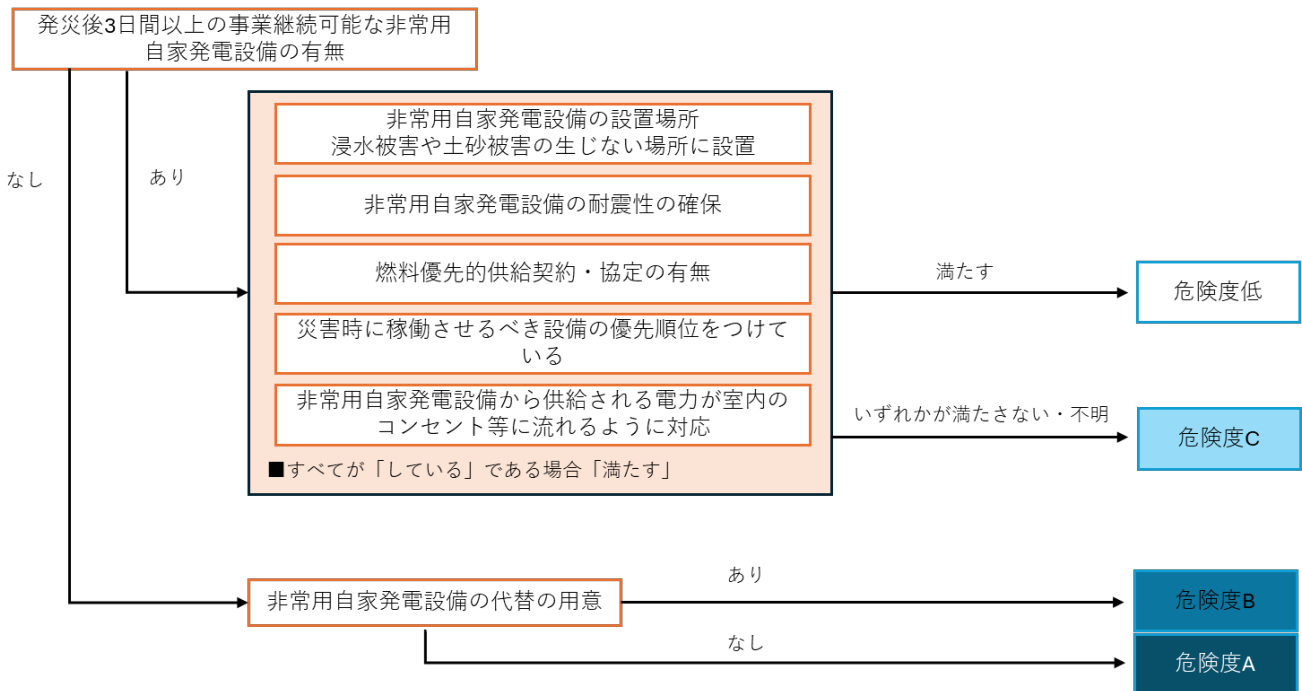 発災後3日間以上の事業継続可能な非常用
自家発電設備の有無
なし
あり
非常用自家発電設備の設置場所
浸水被害や土砂被害の生じない場所に設置
非常用自家発電設備の耐震性の確保
燃料優先的供給契約・協定の有無
災害時に稼働させるべき設備の優先順位をつけて
いる
非常用自家発電設備から供給される電力が室内の
コンセント等に流れるように対応
■すべてが「している」である場合「満たす」
満たす
危険度低
いずれかが満たさない・不明
危険度C
非常用自家発電設備の代替の用意
あり
危険度B
なし
危険度A